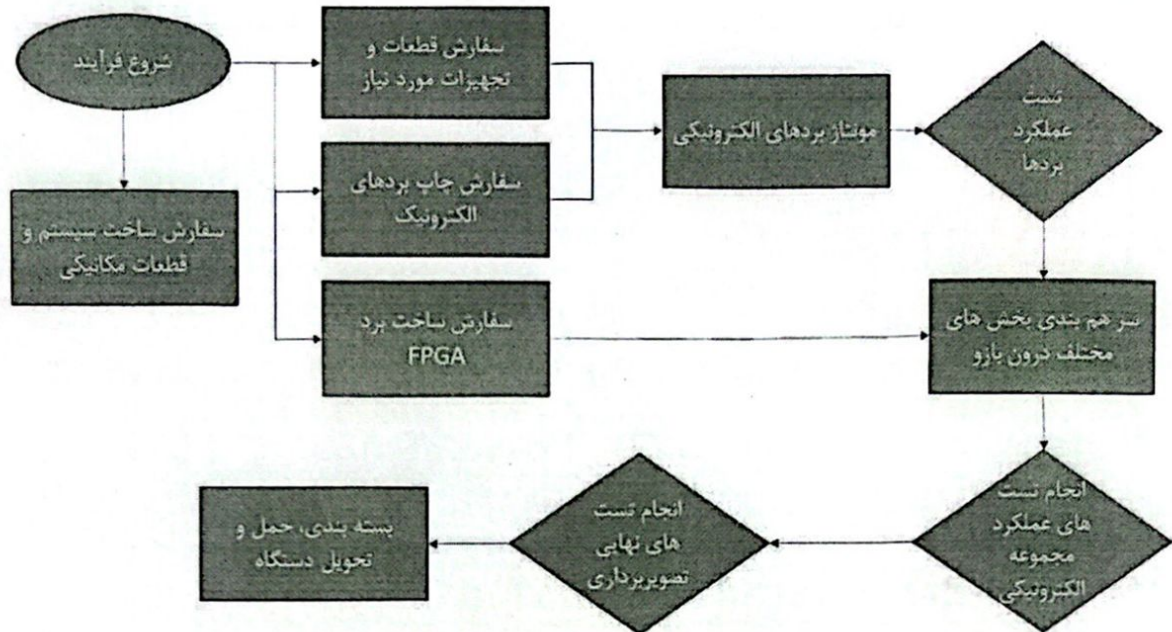 شروع فرآیند
سفارش ساخت سیستم و
قطعات مکانیکی
سفارش قطعات و
تجهیزات مورد نیاز
سفارش چاپ بردهای
الکترونیک
سفارش ساخت برد
FPGA
مونتاژ بردهای الکترونیکی
تست
عملکرد
بردها
سر هم بندی بخش های
مختلف درون بازو
انجام تست
های عملکرد
مجموعه
الکترونیکی
انجام تست
های نهایی
تصویربرداری
بسته بندی، حمل و
تحویل دستگاه